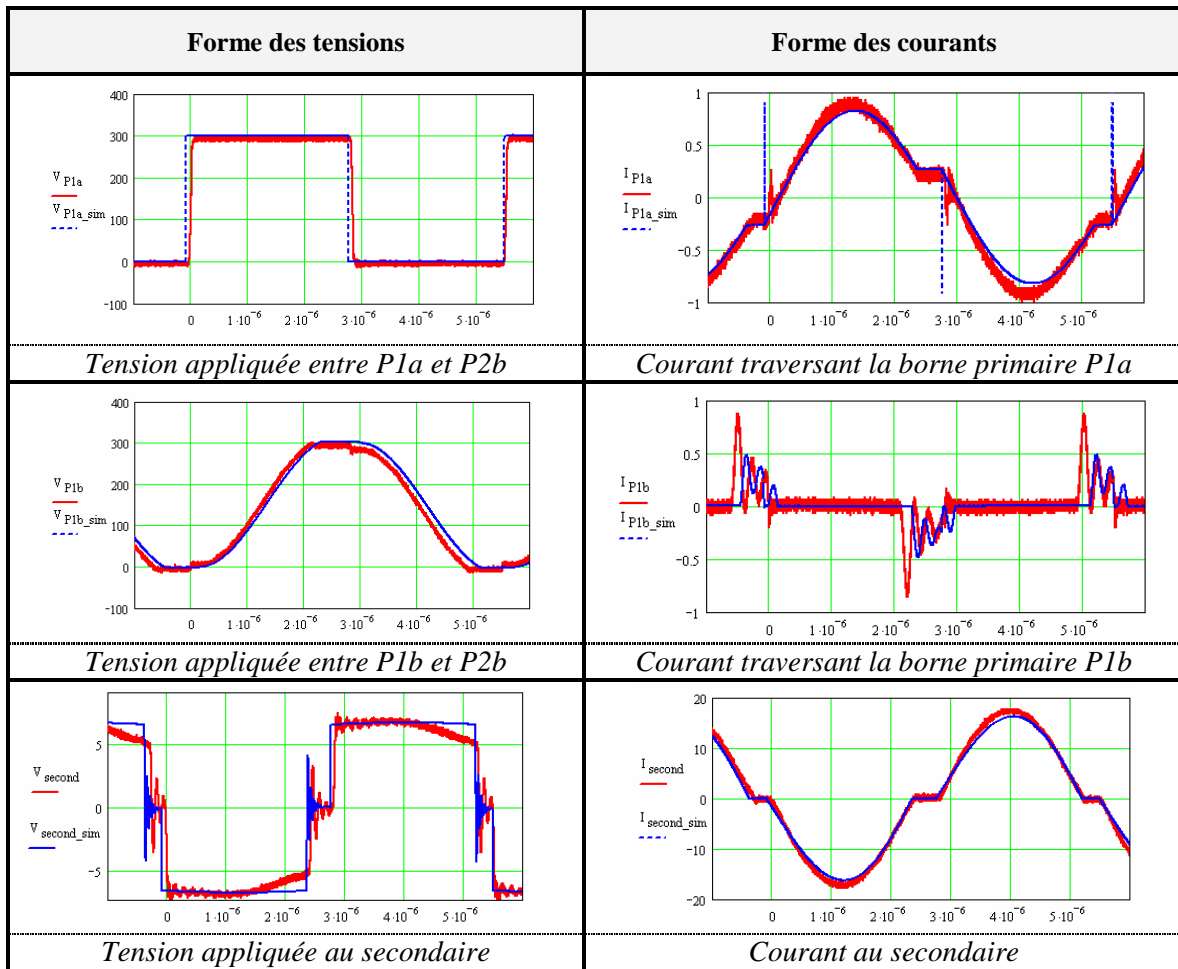 Forme des tensions
Forme des courants
400
300
200
100
0
-100
V P1a
V P1a_sim
0 1·10⁻⁶ 2·10⁻⁶ 3·10⁻⁶ 4·10⁻⁶ 5·10⁻⁶
Tension appliquée entre P1a et P2b
1
0.5
0
-0.5
-1
I P1a
I P1a_sim
0 1·10⁻⁶ 2·10⁻⁶ 3·10⁻⁶ 4·10⁻⁶ 5·10⁻⁶
Courant traversant la borne primaire P1a
400
300
200
100
0
-100
V P1b
V P1b_sim
0 1·10⁻⁶ 2·10⁻⁶ 3·10⁻⁶ 4·10⁻⁶ 5·10⁻⁶
Tension appliquée entre P1b et P2b
1
0.5
0
-0.5
-1
I P1b
I P1b_sim
0 1·10⁻⁶ 2·10⁻⁶ 3·10⁻⁶ 4·10⁻⁶ 5·10⁻⁶
Courant traversant la borne primaire P1b
5
0
-5
V second
V second_sim
0 1·10⁻⁶ 2·10⁻⁶ 3·10⁻⁶ 4·10⁻⁶ 5·10⁻⁶
Tension appliquée au secondaire
20
10
0
-10
-20
I second
I second_sim
0 1·10⁻⁶ 2·10⁻⁶ 3·10⁻⁶ 4·10⁻⁶ 5·10⁻⁶
Courant au secondaire